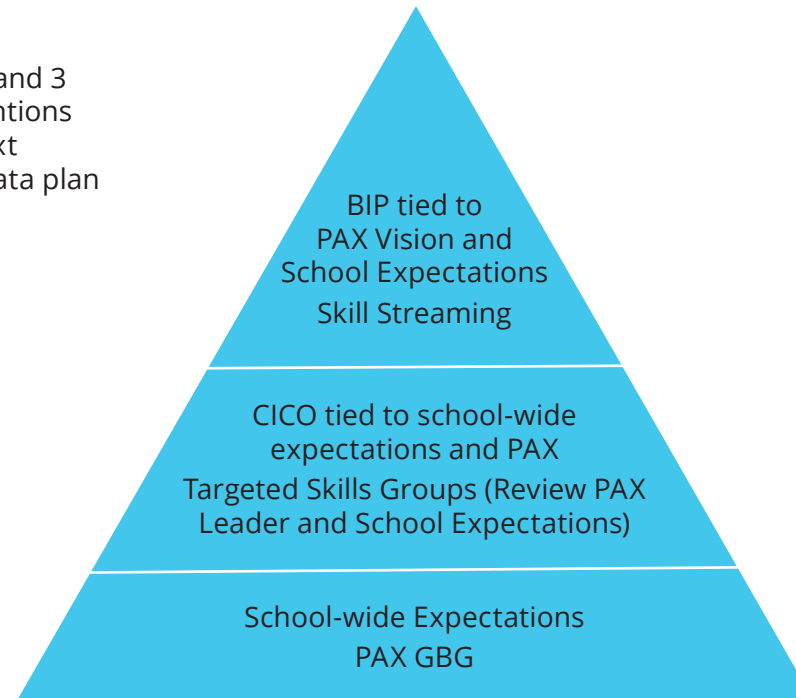 and 3
ntions
xt
ata plan
BIP tied to
PAX Vision and
School Expectations
Skill Streaming
CICO tied to school-wide
expectations and PAX
Targeted Skills Groups (Review PAX
Leader and School Expectations)
School-wide Expectations
PAX GBG